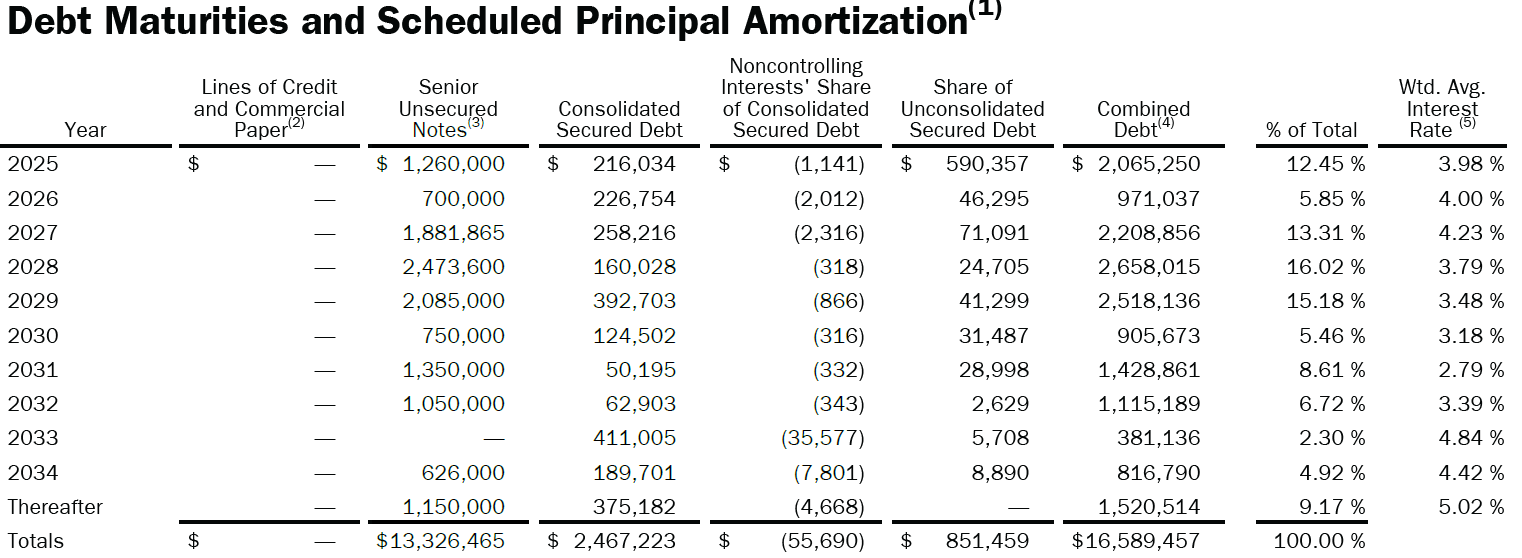 Debt Maturities and Scheduled Principal Amortization(1)
Year Lines of Credit and Commercial Paper(2) Senior Unsecured Notes(3) Consolidated Secured Debt Noncontrolling Interests' Share of Consolidated Secured Debt Share of Unconsolidated Secured Debt Combined Debt(4) % of Total Wtd. Avg. Interest Rate (5)
2025 $ — $ 1,260,000 $ 216,034 $ (1,141) $ 590,357 $ 2,065,250 12.45 % 3.98 %
2026 — 700,000 226,754 (2,012) 46,295 971,037 5.85 % 4.00 %
2027 — 1,881,865 258,216 (2,316) 71,091 2,208,856 13.31 % 4.23 %
2028 — 2,473,600 160,028 (318) 24,705 2,658,015 16.02 % 3.79 %
2029 — 2,085,000 392,703 (866) 41,299 2,518,136 15.18 % 3.48 %
2030 — 750,000 124,502 (316) 31,487 905,673 5.46 % 3.18 %
2031 — 1,350,000 50,195 (332) 28,998 1,428,861 8.61 % 2.79 %
2032 — 1,050,000 62,903 (343) 2,629 1,115,189 6.72 % 3.39 %
2033 — — 411,005 (35,577) 5,708 381,136 2.30 % 4.84 %
2034 — 626,000 189,701 (7,801) 8,890 816,790 4.92 % 4.42 %
Thereafter — 1,150,000 375,182 (4,668) — 1,520,514 9.17 % 5.02 %
Totals $ — $13,326,465 $ 2,467,223 $ (55,690) $ 851,459 $16,589,457 100.00 %